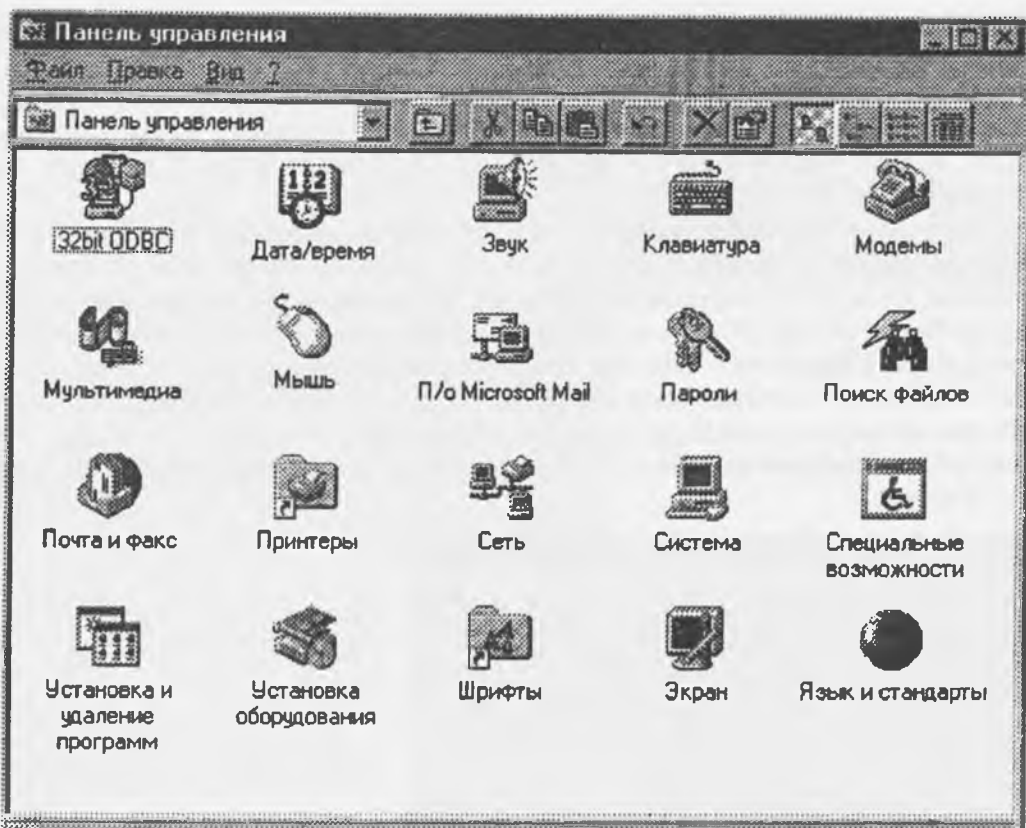 Панель управления
Файл Правка Вид ?
Панель управления
32bit ODBC
Дата/время
Звук
Клавиатура
Модемы
Мультимедиа
Мышь
П/о Microsoft Mail
Пароли
Поиск файлов
Почта и факс
Принтеры
Сеть
Система
Специальные
возможности
Установка и
удаление
программ
Установка
оборудования
Шрифты
Экран
Язык и стандарты